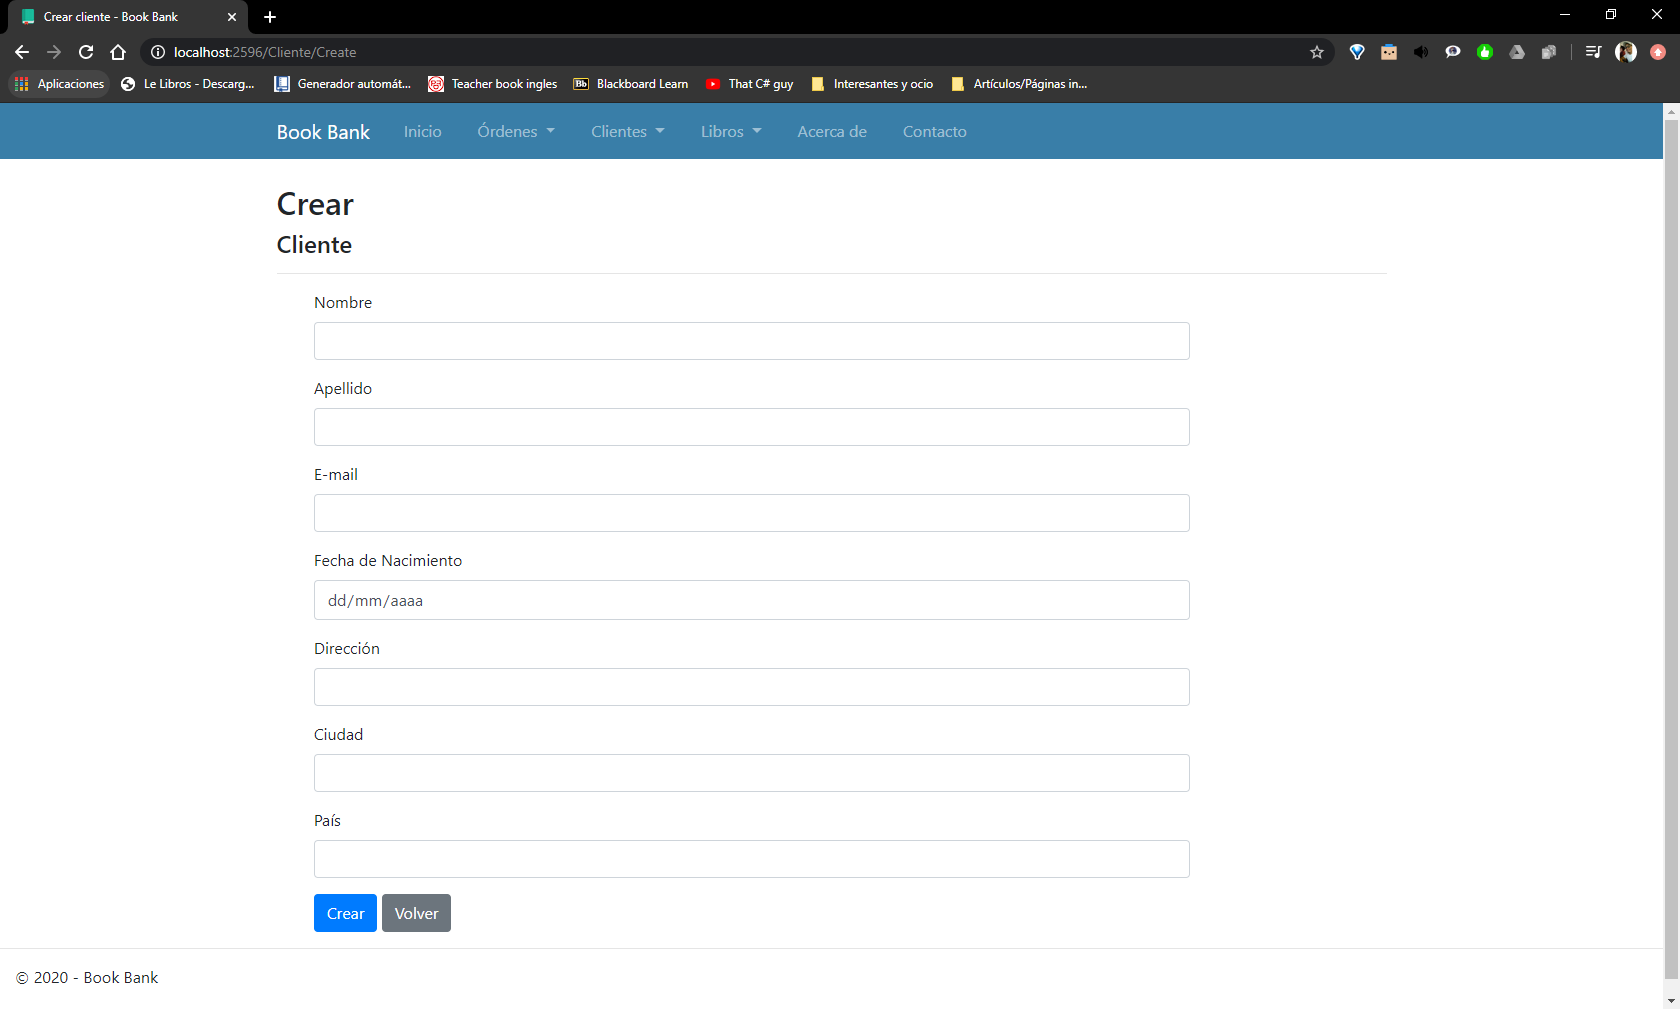 Crear cliente - Book Bank
localhost:2596/Cliente/Create
Aplicaciones Le Libros - Descarg... Generador automát... Teacher book ingles Bb Blackboard Learn That C# guy Interesantes y ocio Artículos/Páginas in...
Book Bank Inicio Órdenes Clientes Libros Acerca de Contacto
Crear
Cliente
Nombre
Apellido
E-mail
Fecha de Nacimiento
dd/mm/aaaa
Dirección
Ciudad
País
Crear Volver
© 2020 - Book Bank